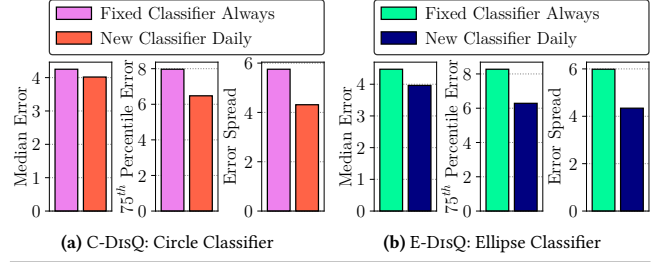 Fixed Classifier Always
New Classifier Daily
Median Error
4
3
2
1
0
75th Percentile Error
8
6
4
2
0
Error Spread
6
4
2
0
(a) C-DisQ: Circle Classifier
Fixed Classifier Always
New Classifier Daily
Median Error
4
3
2
1
0
75th Percentile Error
8
6
4
2
0
Error Spread
6
4
2
0
(b) E-DisQ: Ellipse Classifier